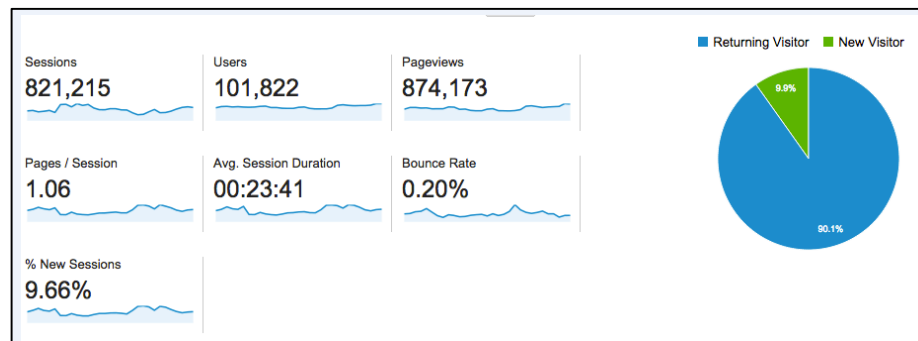 Returning Visitor New Visitor
Sessions Users Pageviews
821,215 101,822 874,173
9.9%
Pages / Session Avg. Session Duration Bounce Rate
1.06 00:23:41 0.20%
90.1%
% New Sessions
9.66%